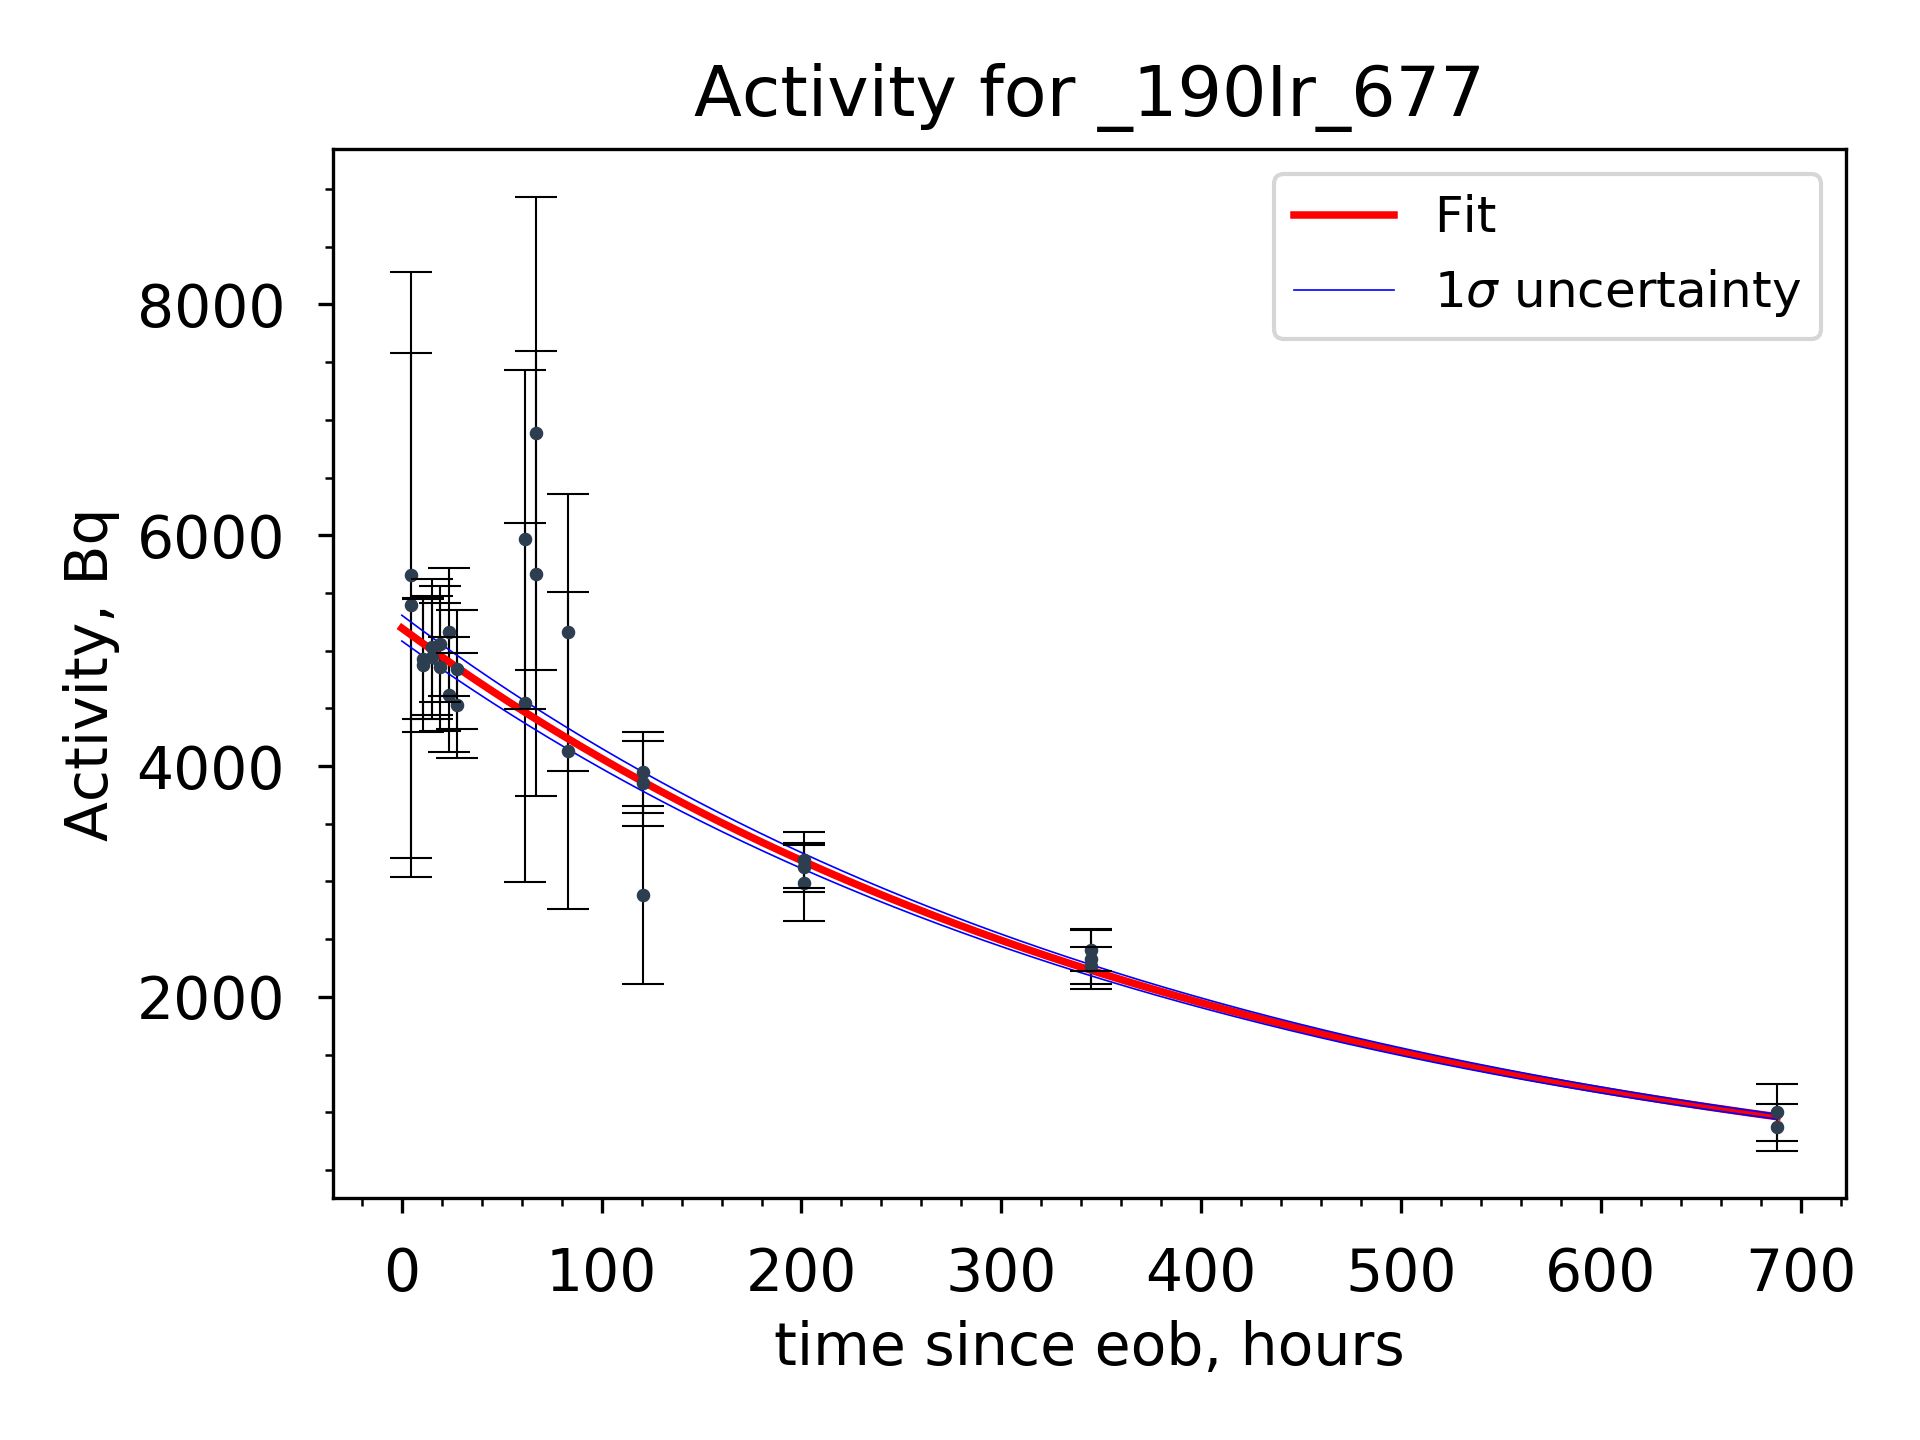 Activity for _190Ir_677
Fit
1σ uncertainty
8000
6000
4000
2000
Activity, Bq
0 100 200 300 400 500 600 700
time since eob, hours